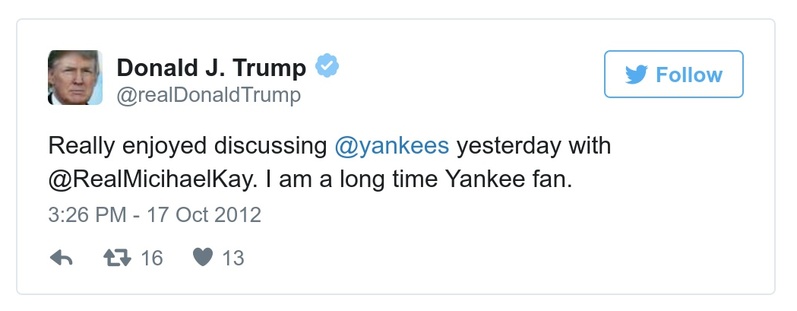 Donald J. Trump
@realDonaldTrump
Follow
Really enjoyed discussing @yankees yesterday with
@RealMicihaelKay. I am a long time Yankee fan.
3:26 PM - 17 Oct 2012
16 13